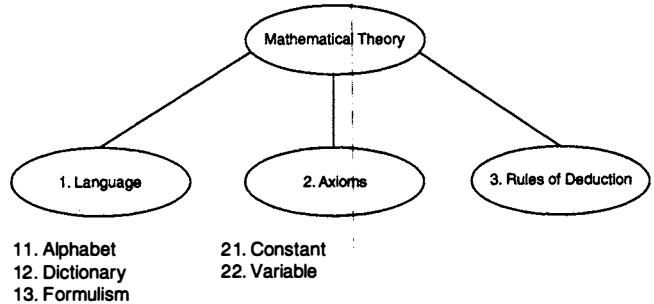 Mathematical Theory
1. Language
2. Axioms
3. Rules of Deduction
11. Alphabet
12. Dictionary
13. Formulism
21. Constant
22. Variable